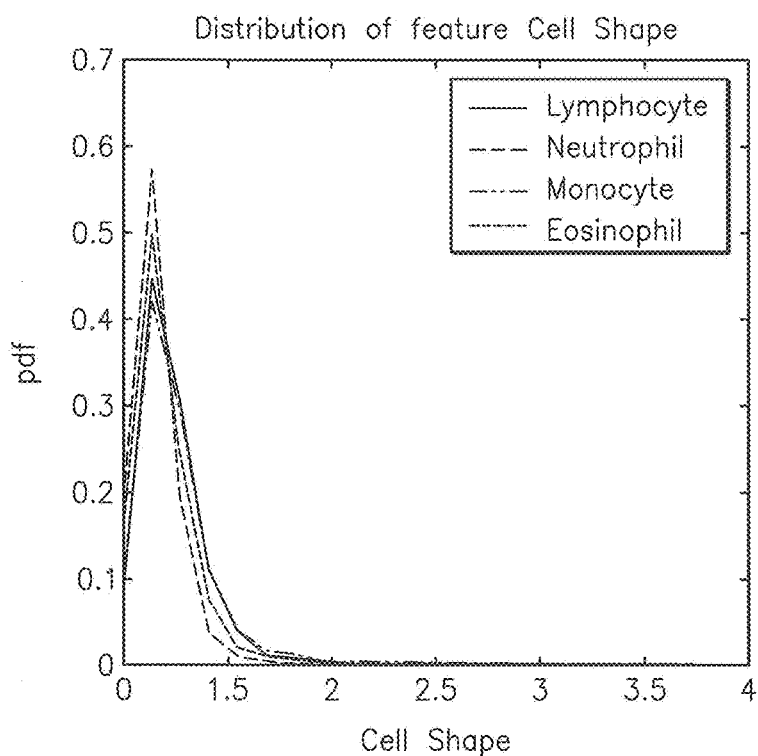 Distribution of feature Cell Shape
0.7
0.6
0.5
0.4
0.3
0.2
0.1
0
pdf
Lymphocyte
Neutrophil
Monocyte
Eosinophil
0 1.5 2 2.5 3 3.5 4
Cell Shape